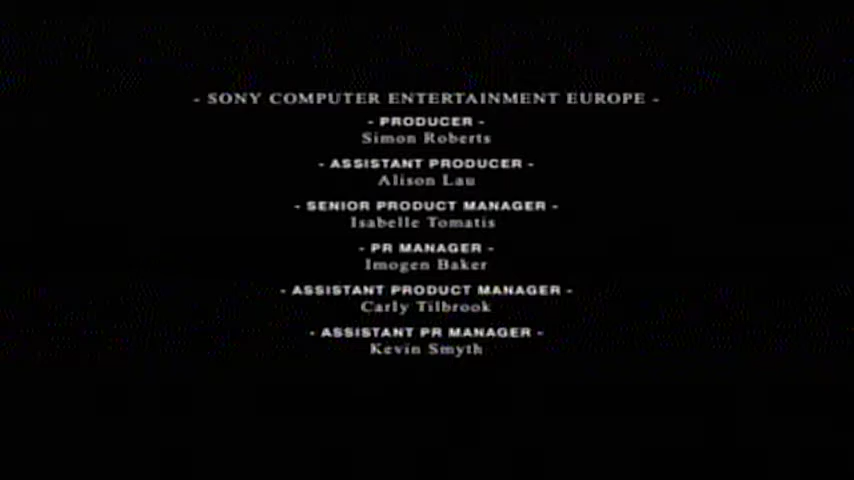 - SONY COMPUTER ENTERTAINMENT EUROPE -
- PRODUCER -
Simon Roberts
- ASSISTANT PRODUCER -
Alison Lau
- SENIOR PRODUCT MANAGER -
Isabelle Tomatis
- PR MANAGER -
Imogen Baker
- ASSISTANT PRODUCT MANAGER -
Carly Tilbrook
- ASSISTANT PR MANAGER -
Kevin Smyth